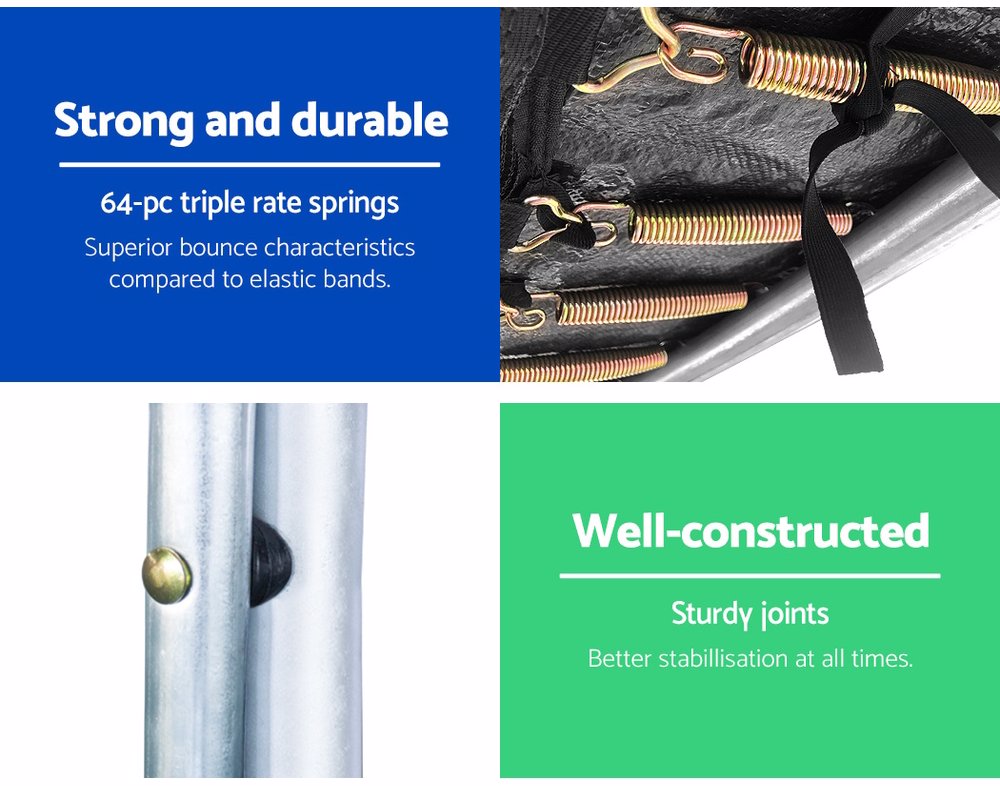 Strong and durable
64-pc triple rate springs
Superior bounce characteristics
compared to elastic bands.
Well-constructed
Sturdy joints
Better stabillisation at all times.